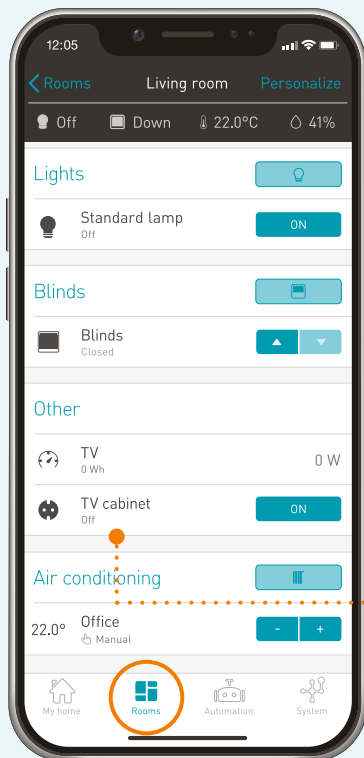 12:05
Rooms Living room Personalize
Off Down 22.0°C 41%
Lights
Standard lamp
Off
ON
Blinds
Blinds
Closed
Other
TV
0 Wh
0 W
TV cabinet
Off
ON
Air conditioning
22.0° Office
Manual
- +
My home Rooms Automation System